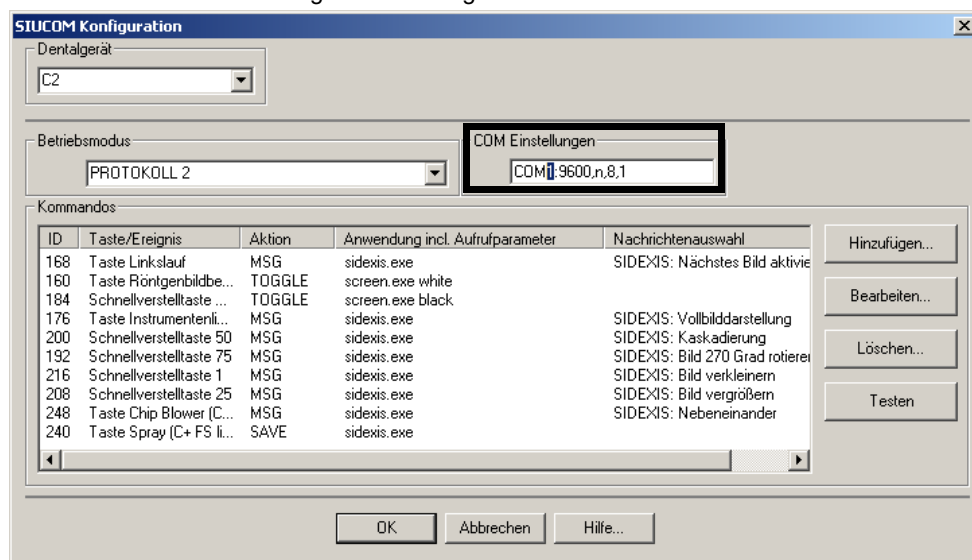 SIUCOM Konfiguration
Dentalgerät
C2
Betriebsmodus
COM Einstellungen
PROTOKOLL 2
COM1:9600,n,8,1
Kommandos
ID Taste/Ereignis Aktion Anwendung incl. Aufrufparameter Nachrichtenauswahl
168 Taste Linkslauf MSG sidexis.exe SIDEXIS: Nächstes Bild aktivie
160 Taste Röntgenbildbe... TOGGLE screen.exe white
184 Schnellverstelltaste ... TOGGLE screen.exe black
176 Taste Instrumentenli... MSG sidexis.exe SIDEXIS: Vollbilddarstellung
200 Schnellverstelltaste 50 MSG sidexis.exe SIDEXIS: Kaskadierung
192 Schnellverstelltaste 75 MSG sidexis.exe SIDEXIS: Bild 270 Grad rotierer
216 Schnellverstelltaste 1 MSG sidexis.exe SIDEXIS: Bild verkleinern
208 Schnellverstelltaste 25 MSG sidexis.exe SIDEXIS: Bild vergrößern
248 Taste Chip Blower (C... MSG sidexis.exe SIDEXIS: Nebeneinander
240 Taste Spray (C+ FS li... SAVE sidexis.exe
Hinzufügen...
Bearbeiten...
Löschen...
Testen
OK Abbrechen Hilfe...